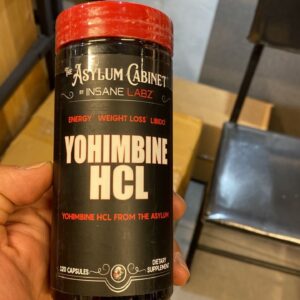 The ASYLUM CABINET
BY INSANE LABZ
ENERGY WEIGHT LOSS LIBIDO
YOHIMBINE
HCL
YOHIMBINE HCL FROM THE ASYLUM
120 CAPSULES
DIETARY
SUPPLEMENT